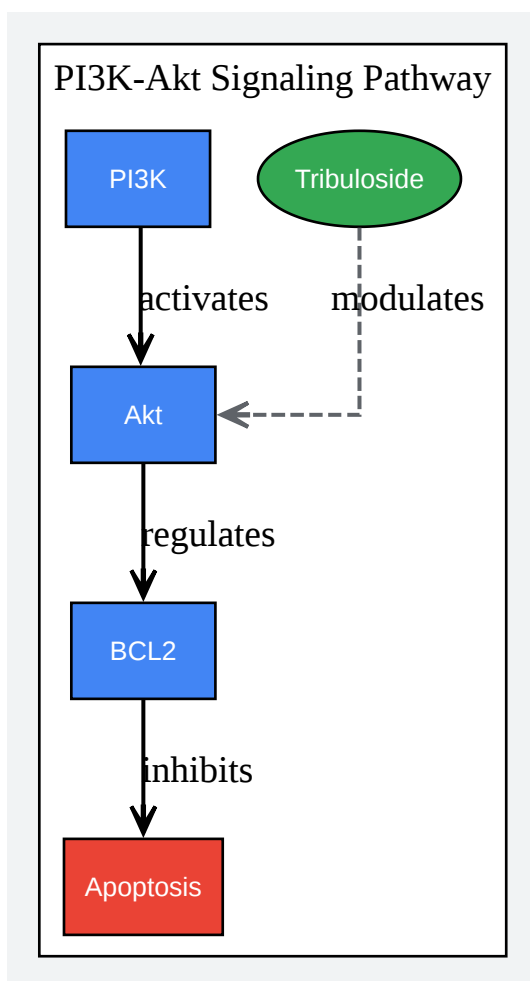 PI3K-Akt Signaling Pathway
PI3K
Tribuloside
activates
modulates
Akt
regulates
BCL2
inhibits
Apoptosis